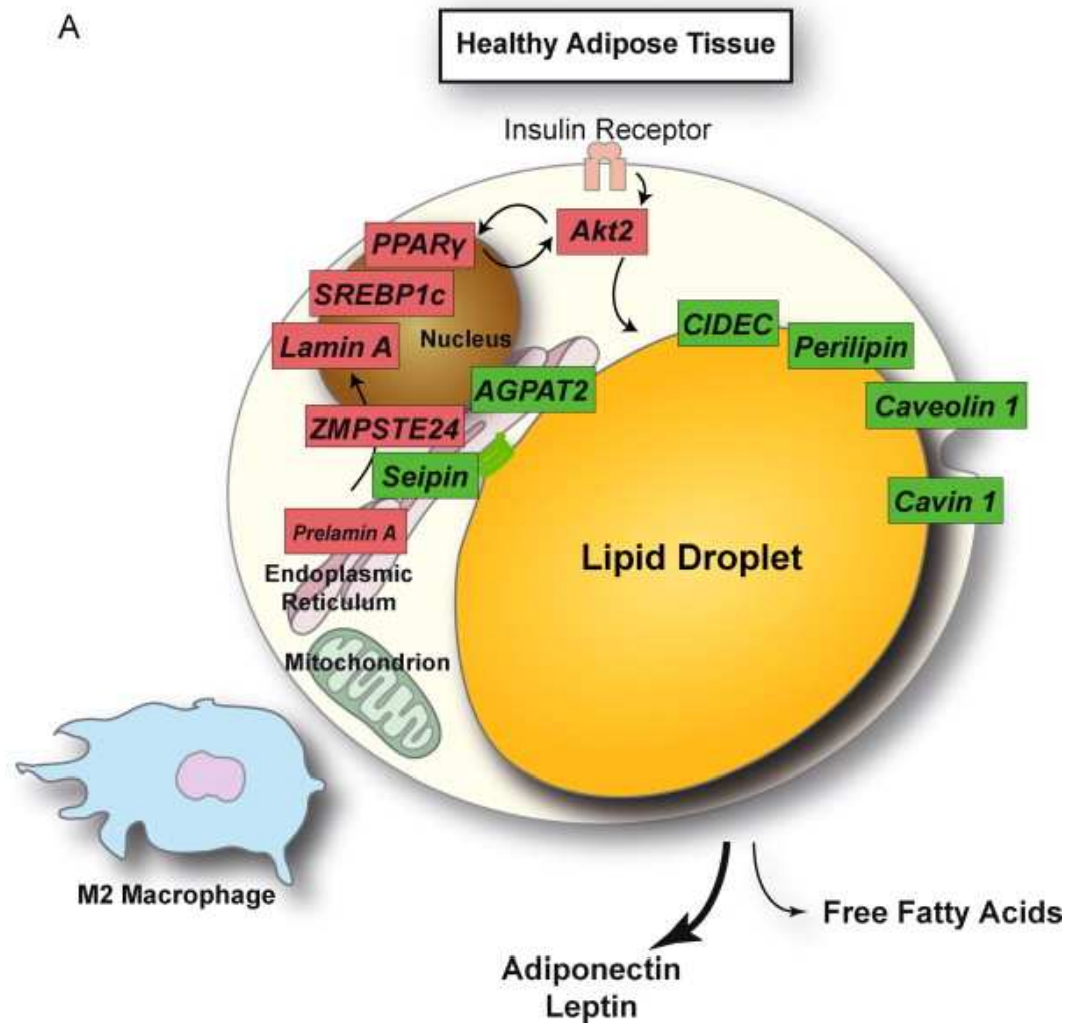 A
Healthy Adipose Tissue
Insulin Receptor
PPARγ
Akt2
SREBP1c
Lamin A
Nucleus
CIDEC
Perilipin
AGPAT2
Caveolin 1
ZMPSTE24
Seipin
Cavin 1
Prelamin A
Lipid Droplet
Endoplasmic
Reticulum
Mitochondrion
M2 Macrophage
Free Fatty Acids
Adiponectin
Leptin